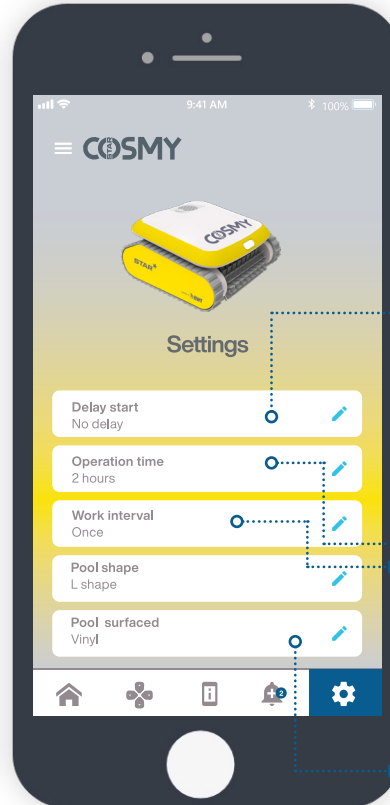 9:41 AM
100%
COSMY
STAR
COSMY
STAR
Settings
Delay start
No delay
Operation time
2 hours
Work interval
Once
Pool shape
L shape
Pool surfaced
Vinyl
2